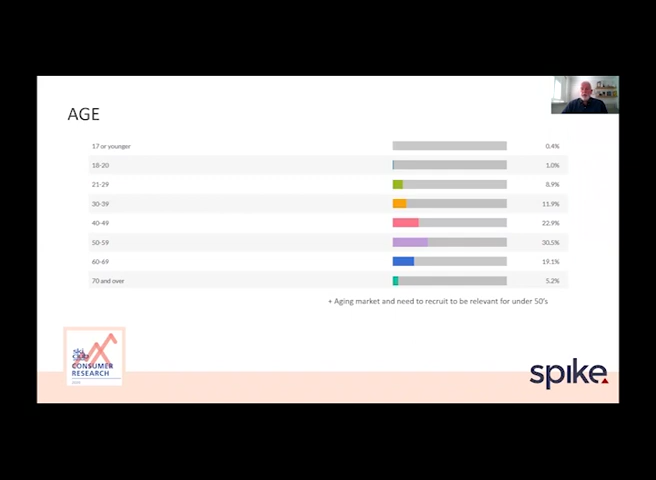 AGE
17 or younger 0.4%
18-20 1.0%
21-29 8.9%
30-39 11.9%
40-49 22.9%
50-59 30.5%
60-69 19.1%
70 and over 5.2%
+ Aging market and need to recruit to be relevant for under 50's
CONSUMER
RESEARCH
spike